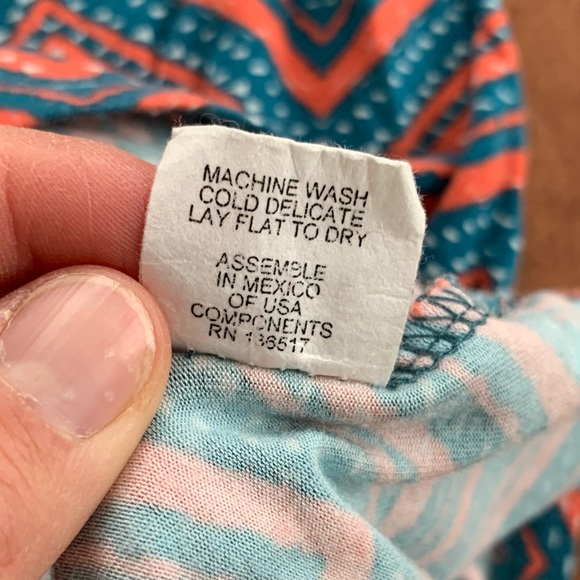 MACHINE WASH
COLD DELICATE
LAY FLAT TO DRY
ASSEMBLE
IN MEXICO
OF USA
COMPONENTS
RN 136517